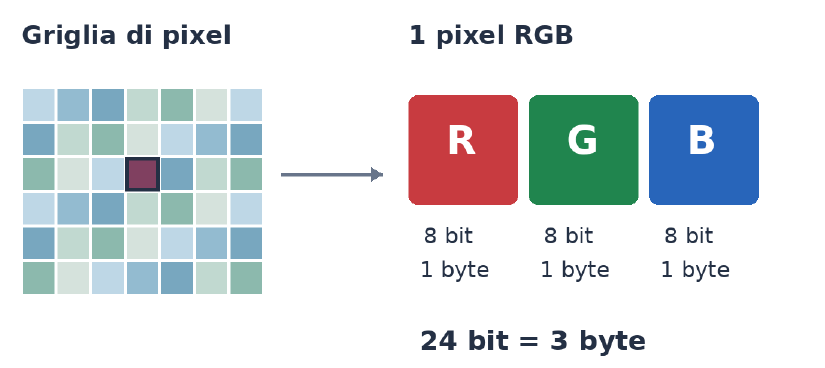 Griglia di pixel
1 pixel RGB
R G B
8 bit 8 bit 8 bit
1 byte 1 byte 1 byte
24 bit = 3 byte